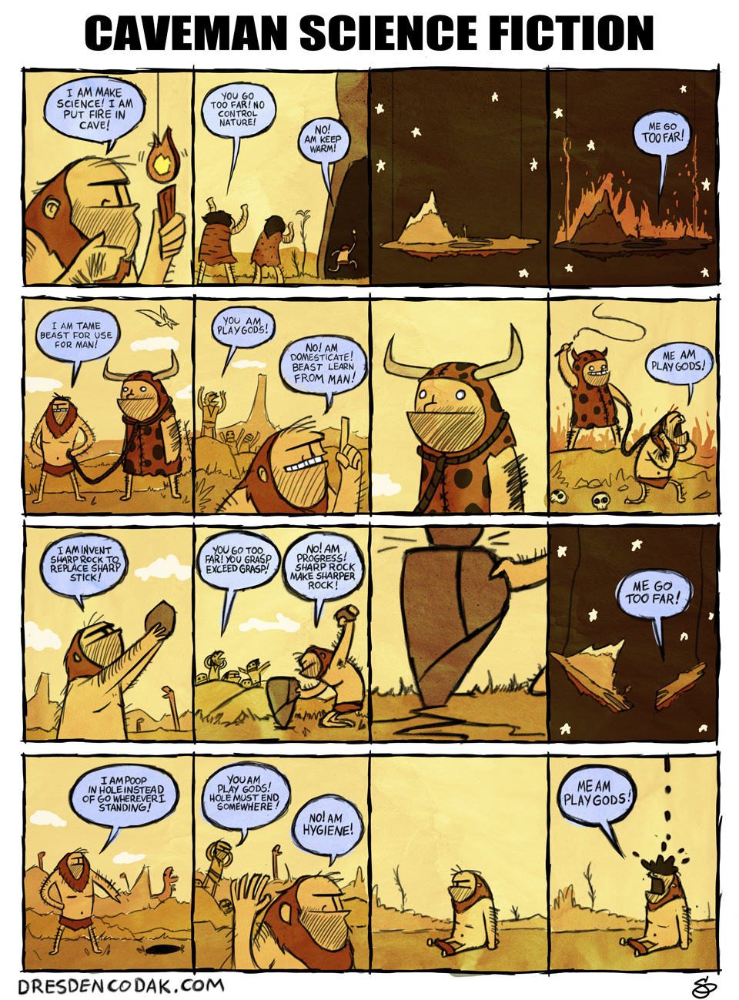 CAVEMAN SCIENCE FICTION
I AM MAKE
SCIENCE! I AM
PUT FIRE IN
CAVE!
YOU GO
TOO FAR! NO
CONTROL
NATURE!
NO!
AM KEEP
WARM!
ME GO
TOO FAR!
I AM TAME
BEAST FOR USE
FOR MAN!
YOU AM
PLAY GODS!
NO! AM
DOMESTICATE!
BEAST LEARN
FROM MAN!
ME AM
PLAY GODS!
I AM INVENT
SHARP ROCK TO
REPLACE SHARP
STICK!
YOU GO TOO
FAR! YOU GRASP
EXCEED GRASP!
NO! AM
PROGRESS!
SHARP ROCK
MAKE SHARPER
ROCK!
ME GO
TOO FAR!
I AM POOP
IN HOLE INSTEAD
OF GO WHEREVER I
STANDING!
YOU AM
PLAY GODS!
HOLE MUST END
SOMEWHERE!
NO! AM
HYGIENE!
ME AM
PLAY GODS!
DRESDENCODAK.COM